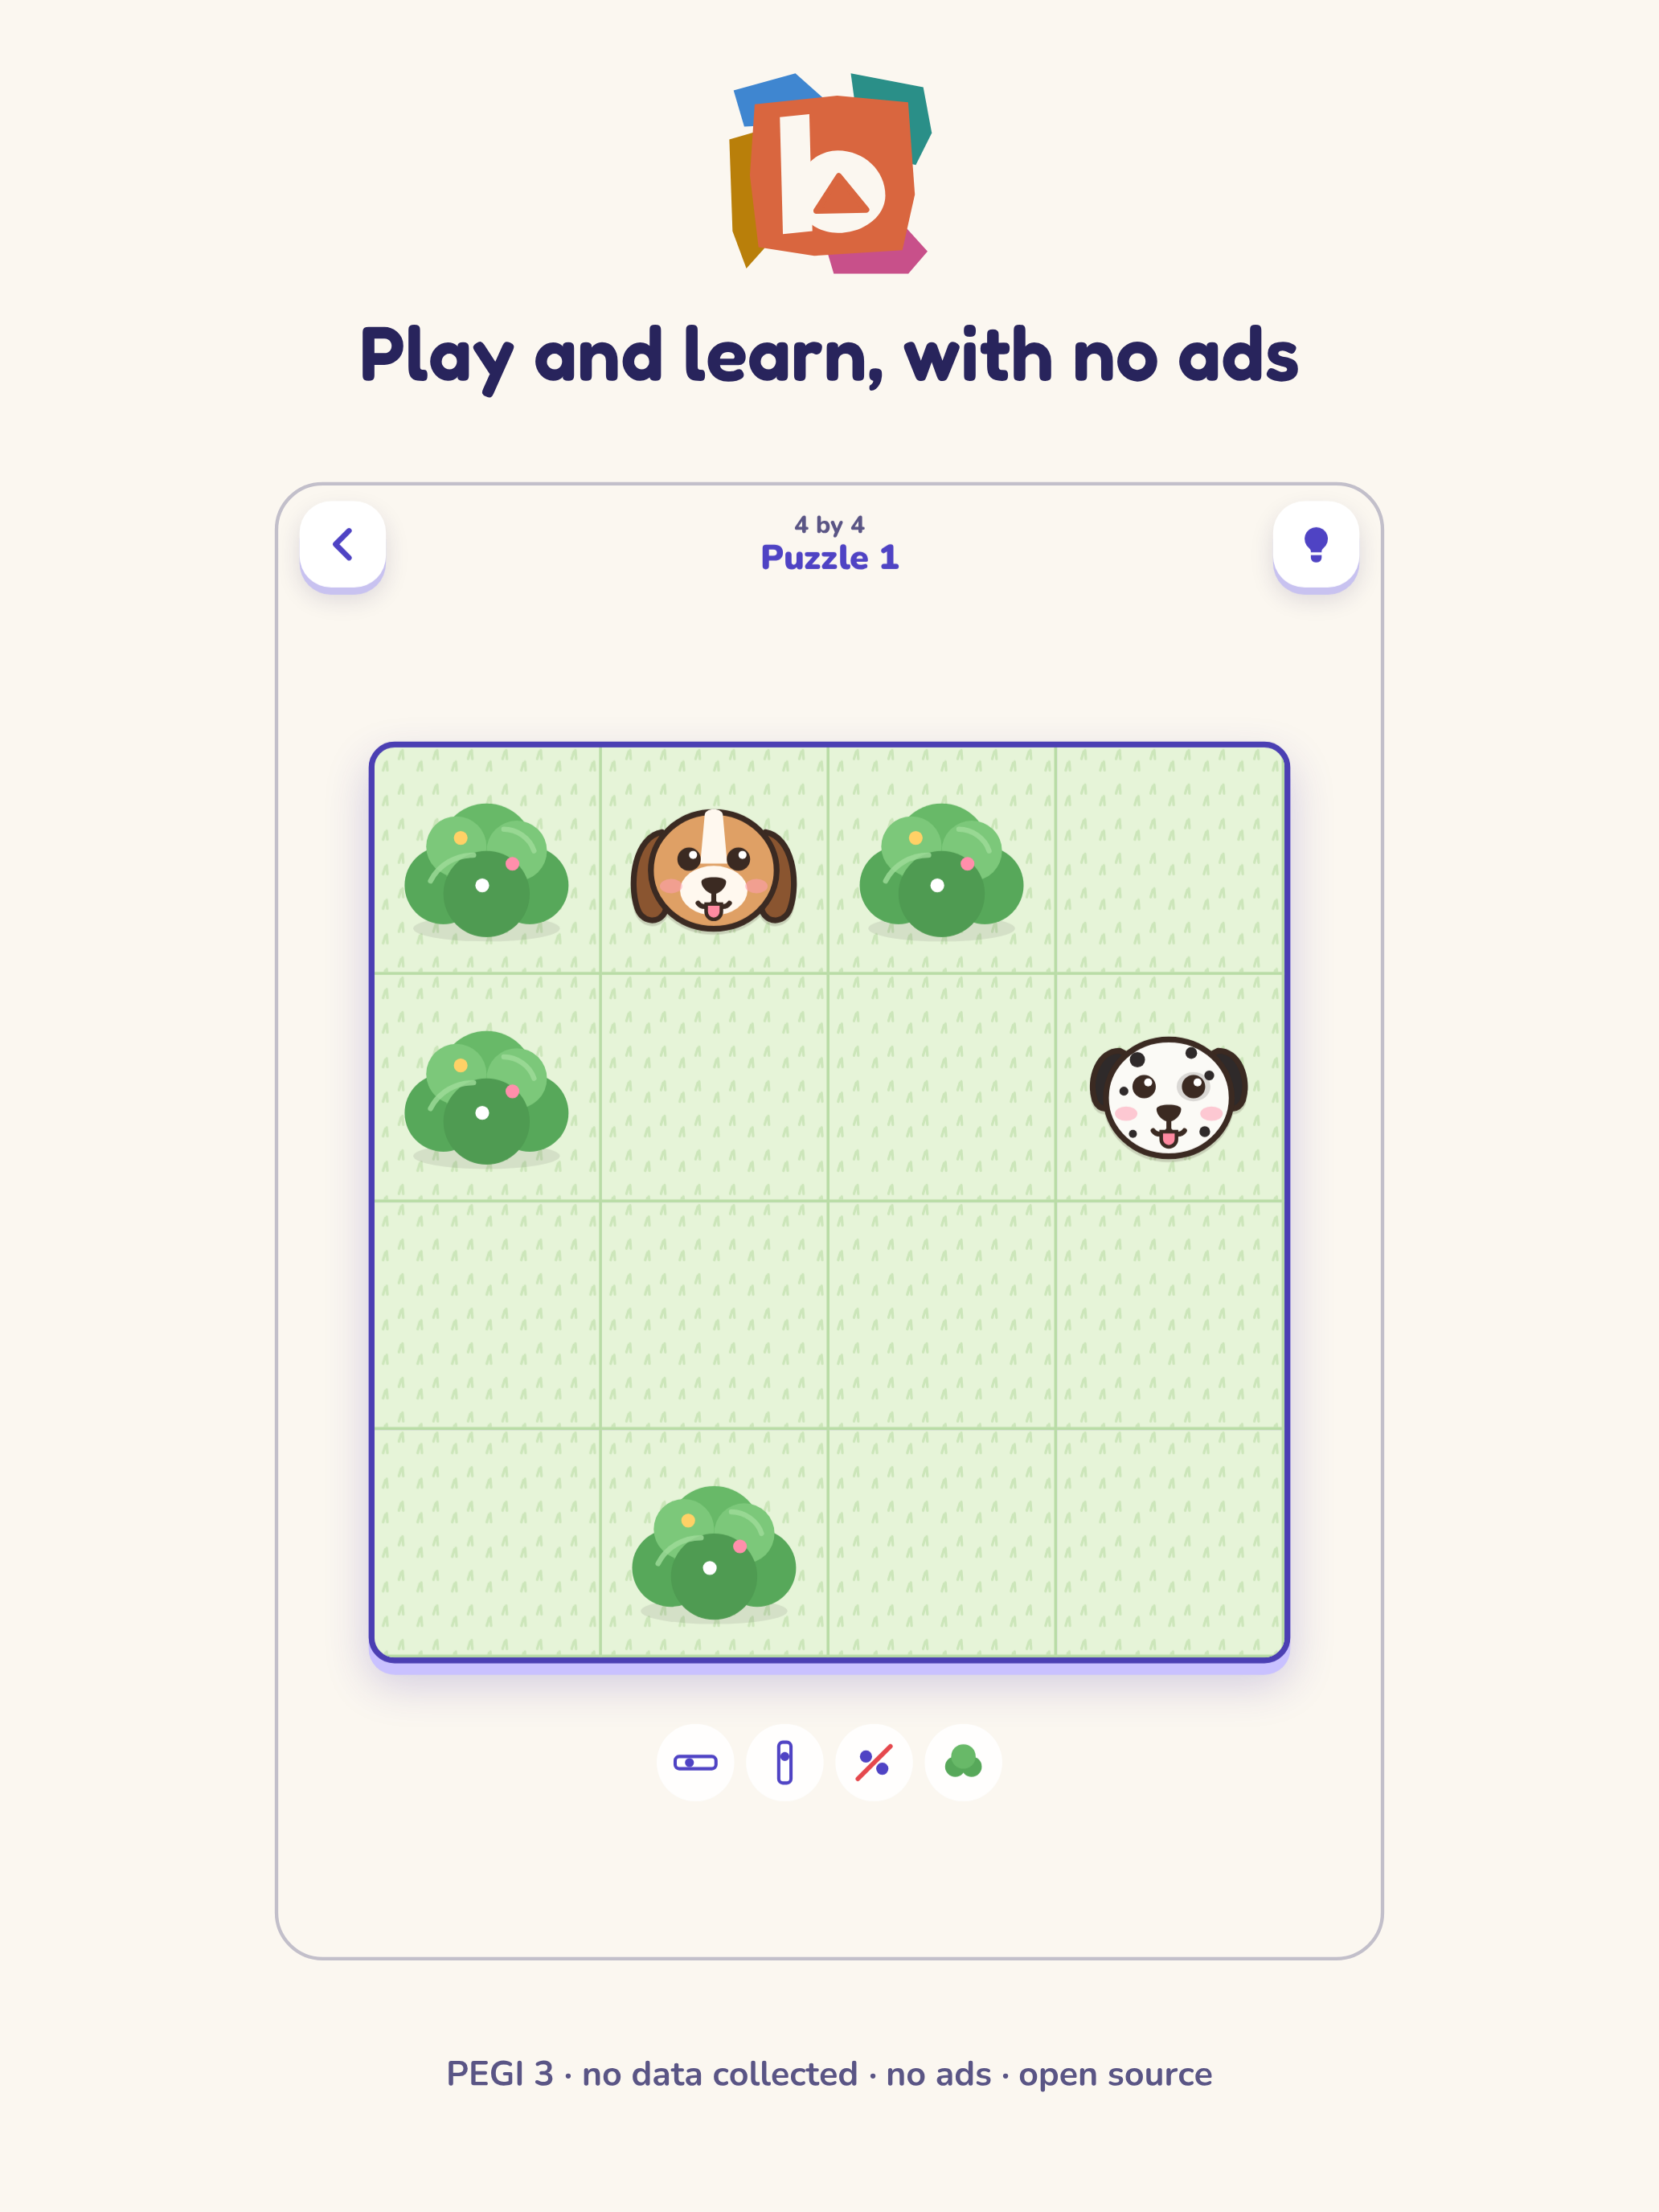 b
Play and learn, with no ads
4 by 4
Puzzle 1
PEGI 3 · no data collected · no ads · open source